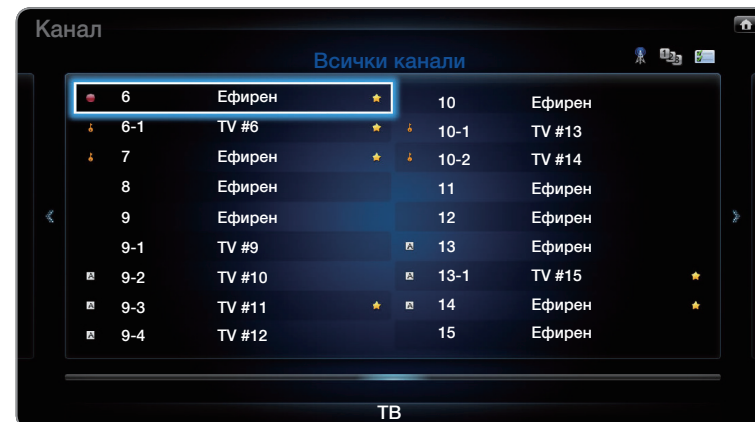 Канал
Всички канали
6 Ефирен
6-1 TV #6
7 Ефирен
8 Ефирен
9 Ефирен
9-1 TV #9
A 9-2 TV #10
A 9-3 TV #11
A 9-4 TV #12
10 Ефирен
10-1 TV #13
10-2 TV #14
11 Ефирен
12 Ефирен
A 13 Ефирен
A 13-1 TV #15
A 14 Ефирен
15 Ефирен
ТВ